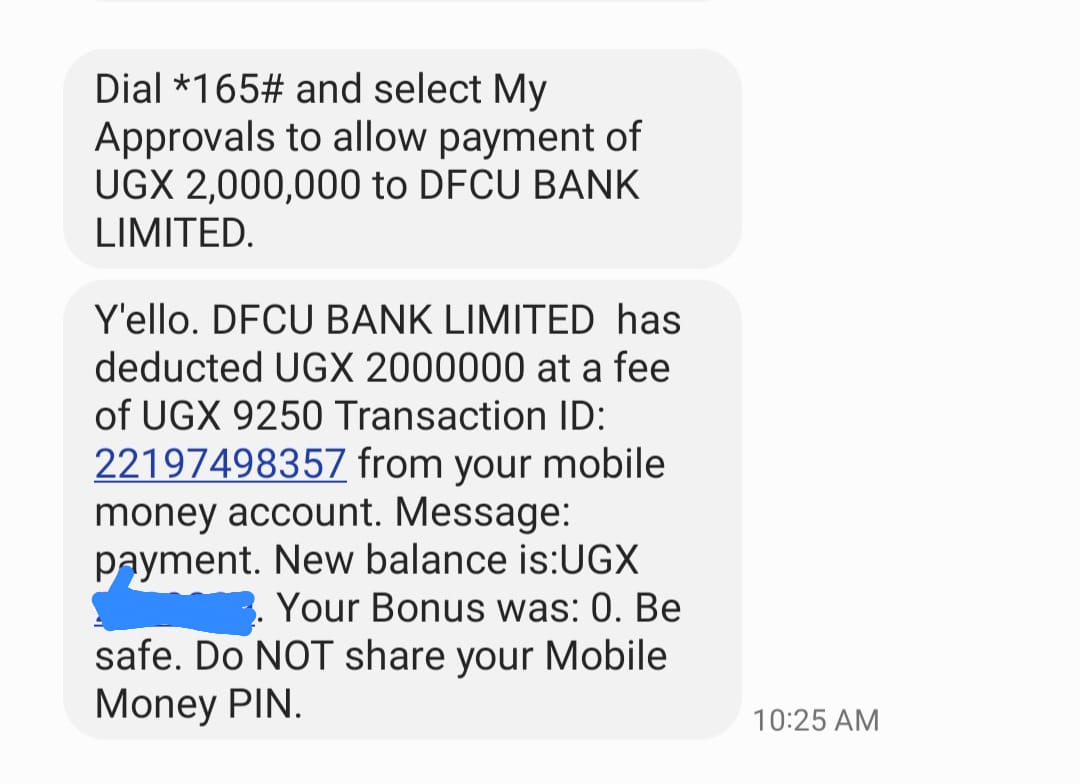 Dial *165# and select My
Approvals to allow payment of
UGX 2,000,000 to DFCU BANK
LIMITED.
Y'ello. DFCU BANK LIMITED has
deducted UGX 2000000 at a fee
of UGX 9250 Transaction ID:
22197498357 from your mobile
money account. Message:
payment. New balance is:UGX
. Your Bonus was: 0. Be
safe. Do NOT share your Mobile
Money PIN.
10:25 AM